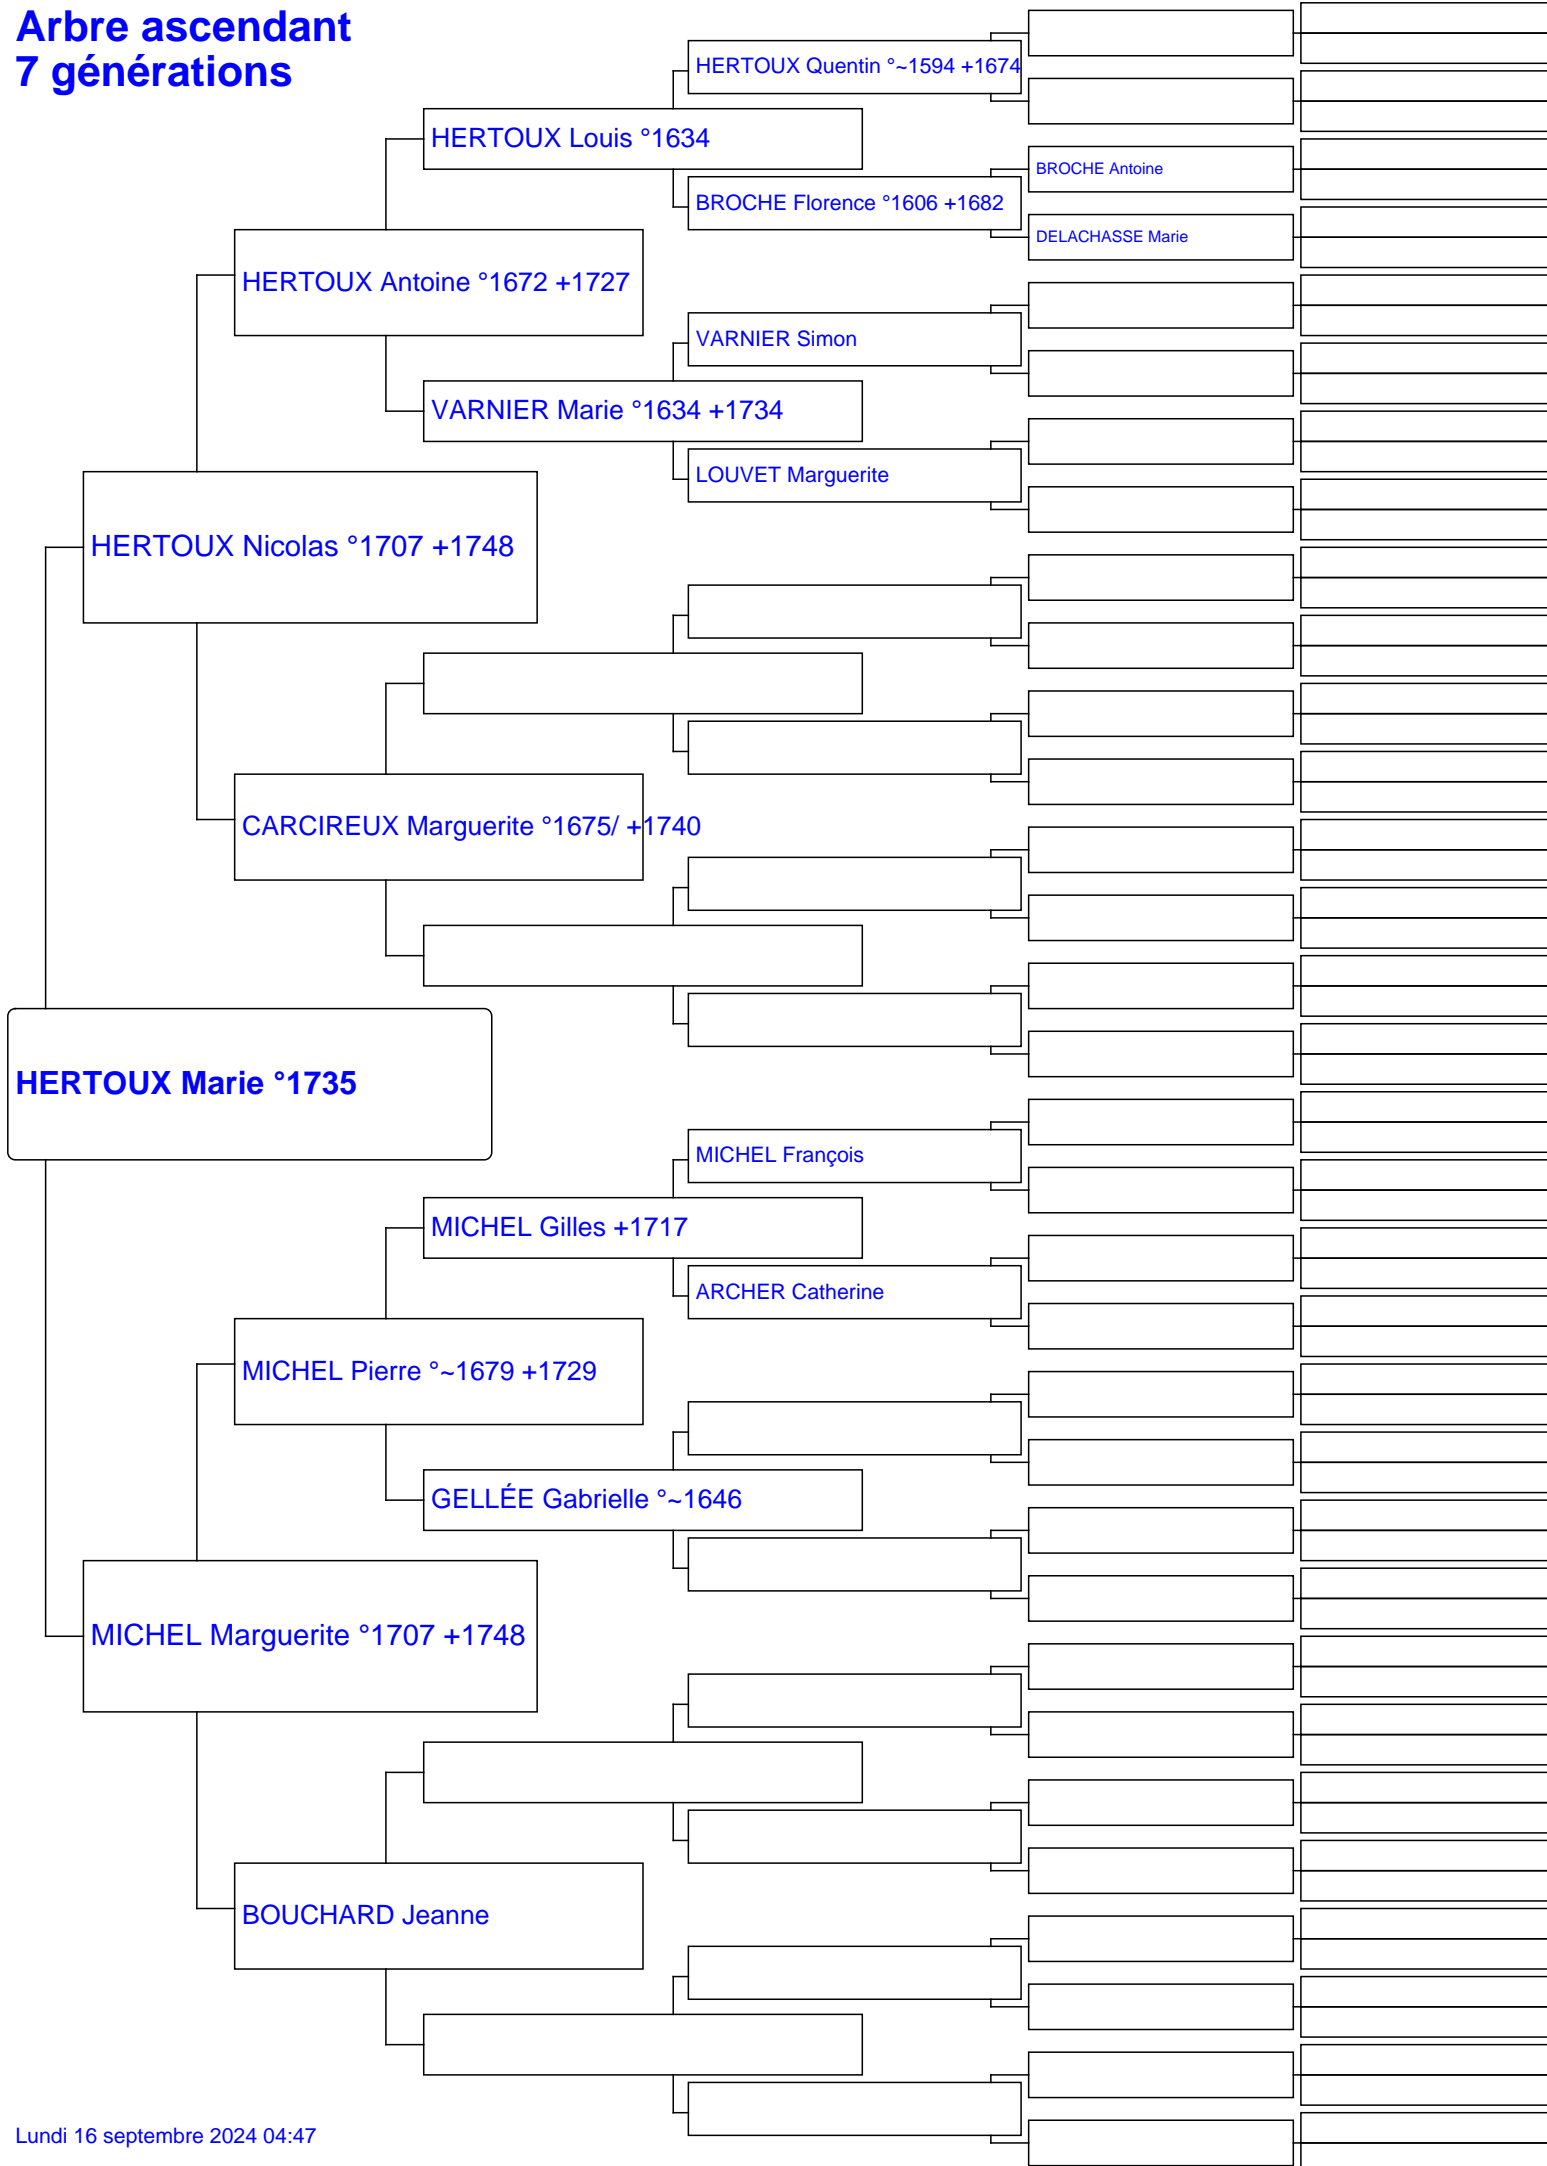 Arbre ascendant
7 générations
HERTOUX Quentin °~1594 +1674
HERTOUX Louis °1634
BROCHE Antoine
BROCHE Florence °1606 +1682
DELACHASSE Marie
HERTOUX Antoine °1672 +1727
VARNIER Simon
VARNIER Marie °1634 +1734
LOUVET Marguerite
HERTOUX Nicolas °1707 +1748
CARCIREUX Marguerite °1675/ +1740
HERTOUX Marie °1735
MICHEL François
MICHEL Gilles +1717
ARCHER Catherine
MICHEL Pierre °~1679 +1729
GELLÉE Gabrielle °~1646
MICHEL Marguerite °1707 +1748
BOUCHARD Jeanne
Lundi 16 septembre 2024 04:47